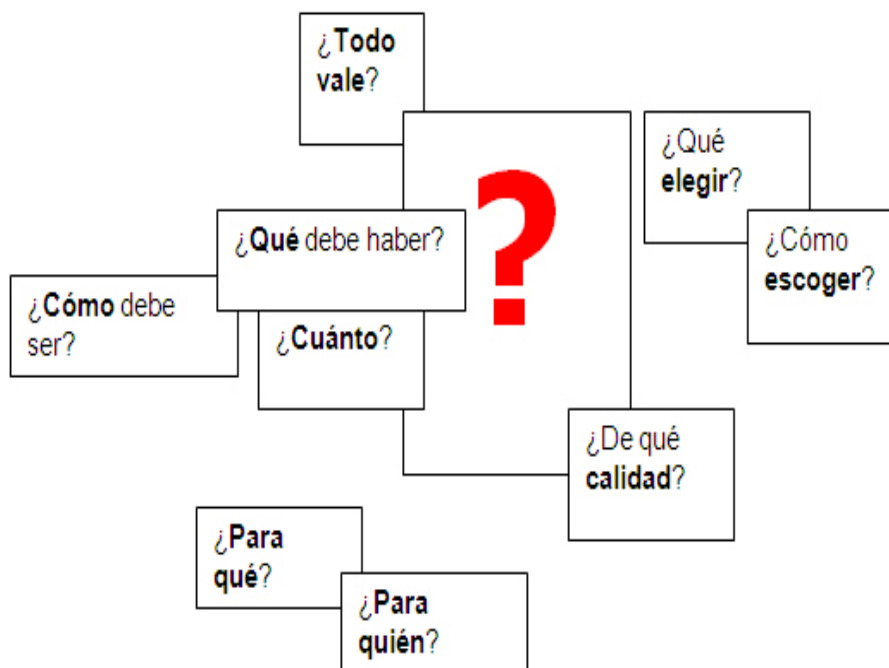 ¿Todo
vale?
¿Qué
elegir?
?
¿Qué debe haber?
¿Cómo
escoger?
¿Cómo debe
ser?
¿Cuánto?
¿De qué
calidad?
¿Para
qué?
¿Para
quién?